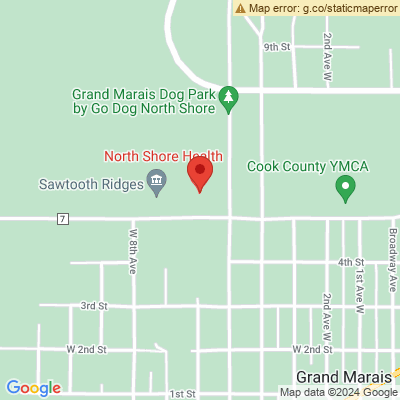 Map error: g.co/staticmaperror
9th St
2nd Ave W
Grand Marais Dog Park
by Go Dog North Shore
North Shore Health
Cook County YMCA
Sawtooth Ridges
7
W 8th Ave
Broadway Ave
4th St
1st Ave W
2nd Ave W
3rd St
W 2nd St
W 2nd St
Grand Marais
Google
1st St
Map data ©2024 Google